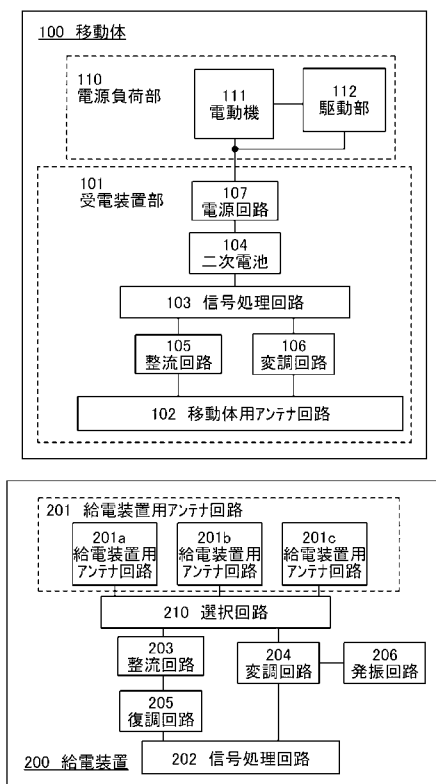 100 移動体
110
電源負荷部
111
電動機
112
駆動部
101
受電装置部
107
電源回路
104
二次電池
103 信号処理回路
105
整流回路
106
変調回路
102 移動体用アンテナ回路
201 給電装置用アンテナ回路
201a
給電装置用
アンテナ回路
201b
給電装置用
アンテナ回路
201c
給電装置用
アンテナ回路
210 選択回路
203
整流回路
204
変調回路
206
発振回路
205
復調回路
200 給電装置
202 信号処理回路